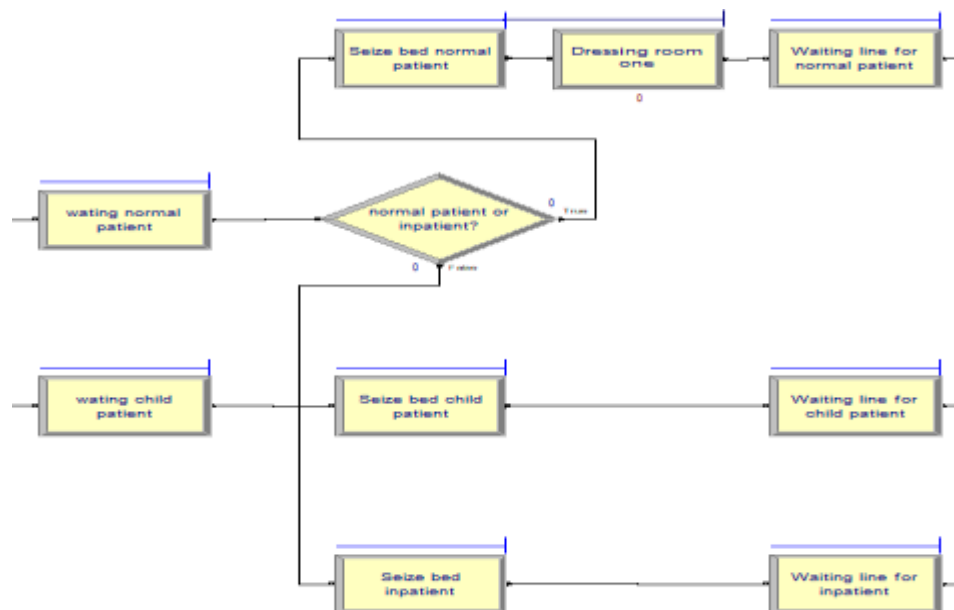 Seize bed normal
patient
Dressing room
one
Waiting line for
normal patient
0
wating normal
patient
normal patient or
inpatient?
0
True
0
False
wating child
patient
Seize bed child
patient
Waiting line for
child patient
Seize bed
inpatient
Waiting line for
inpatient